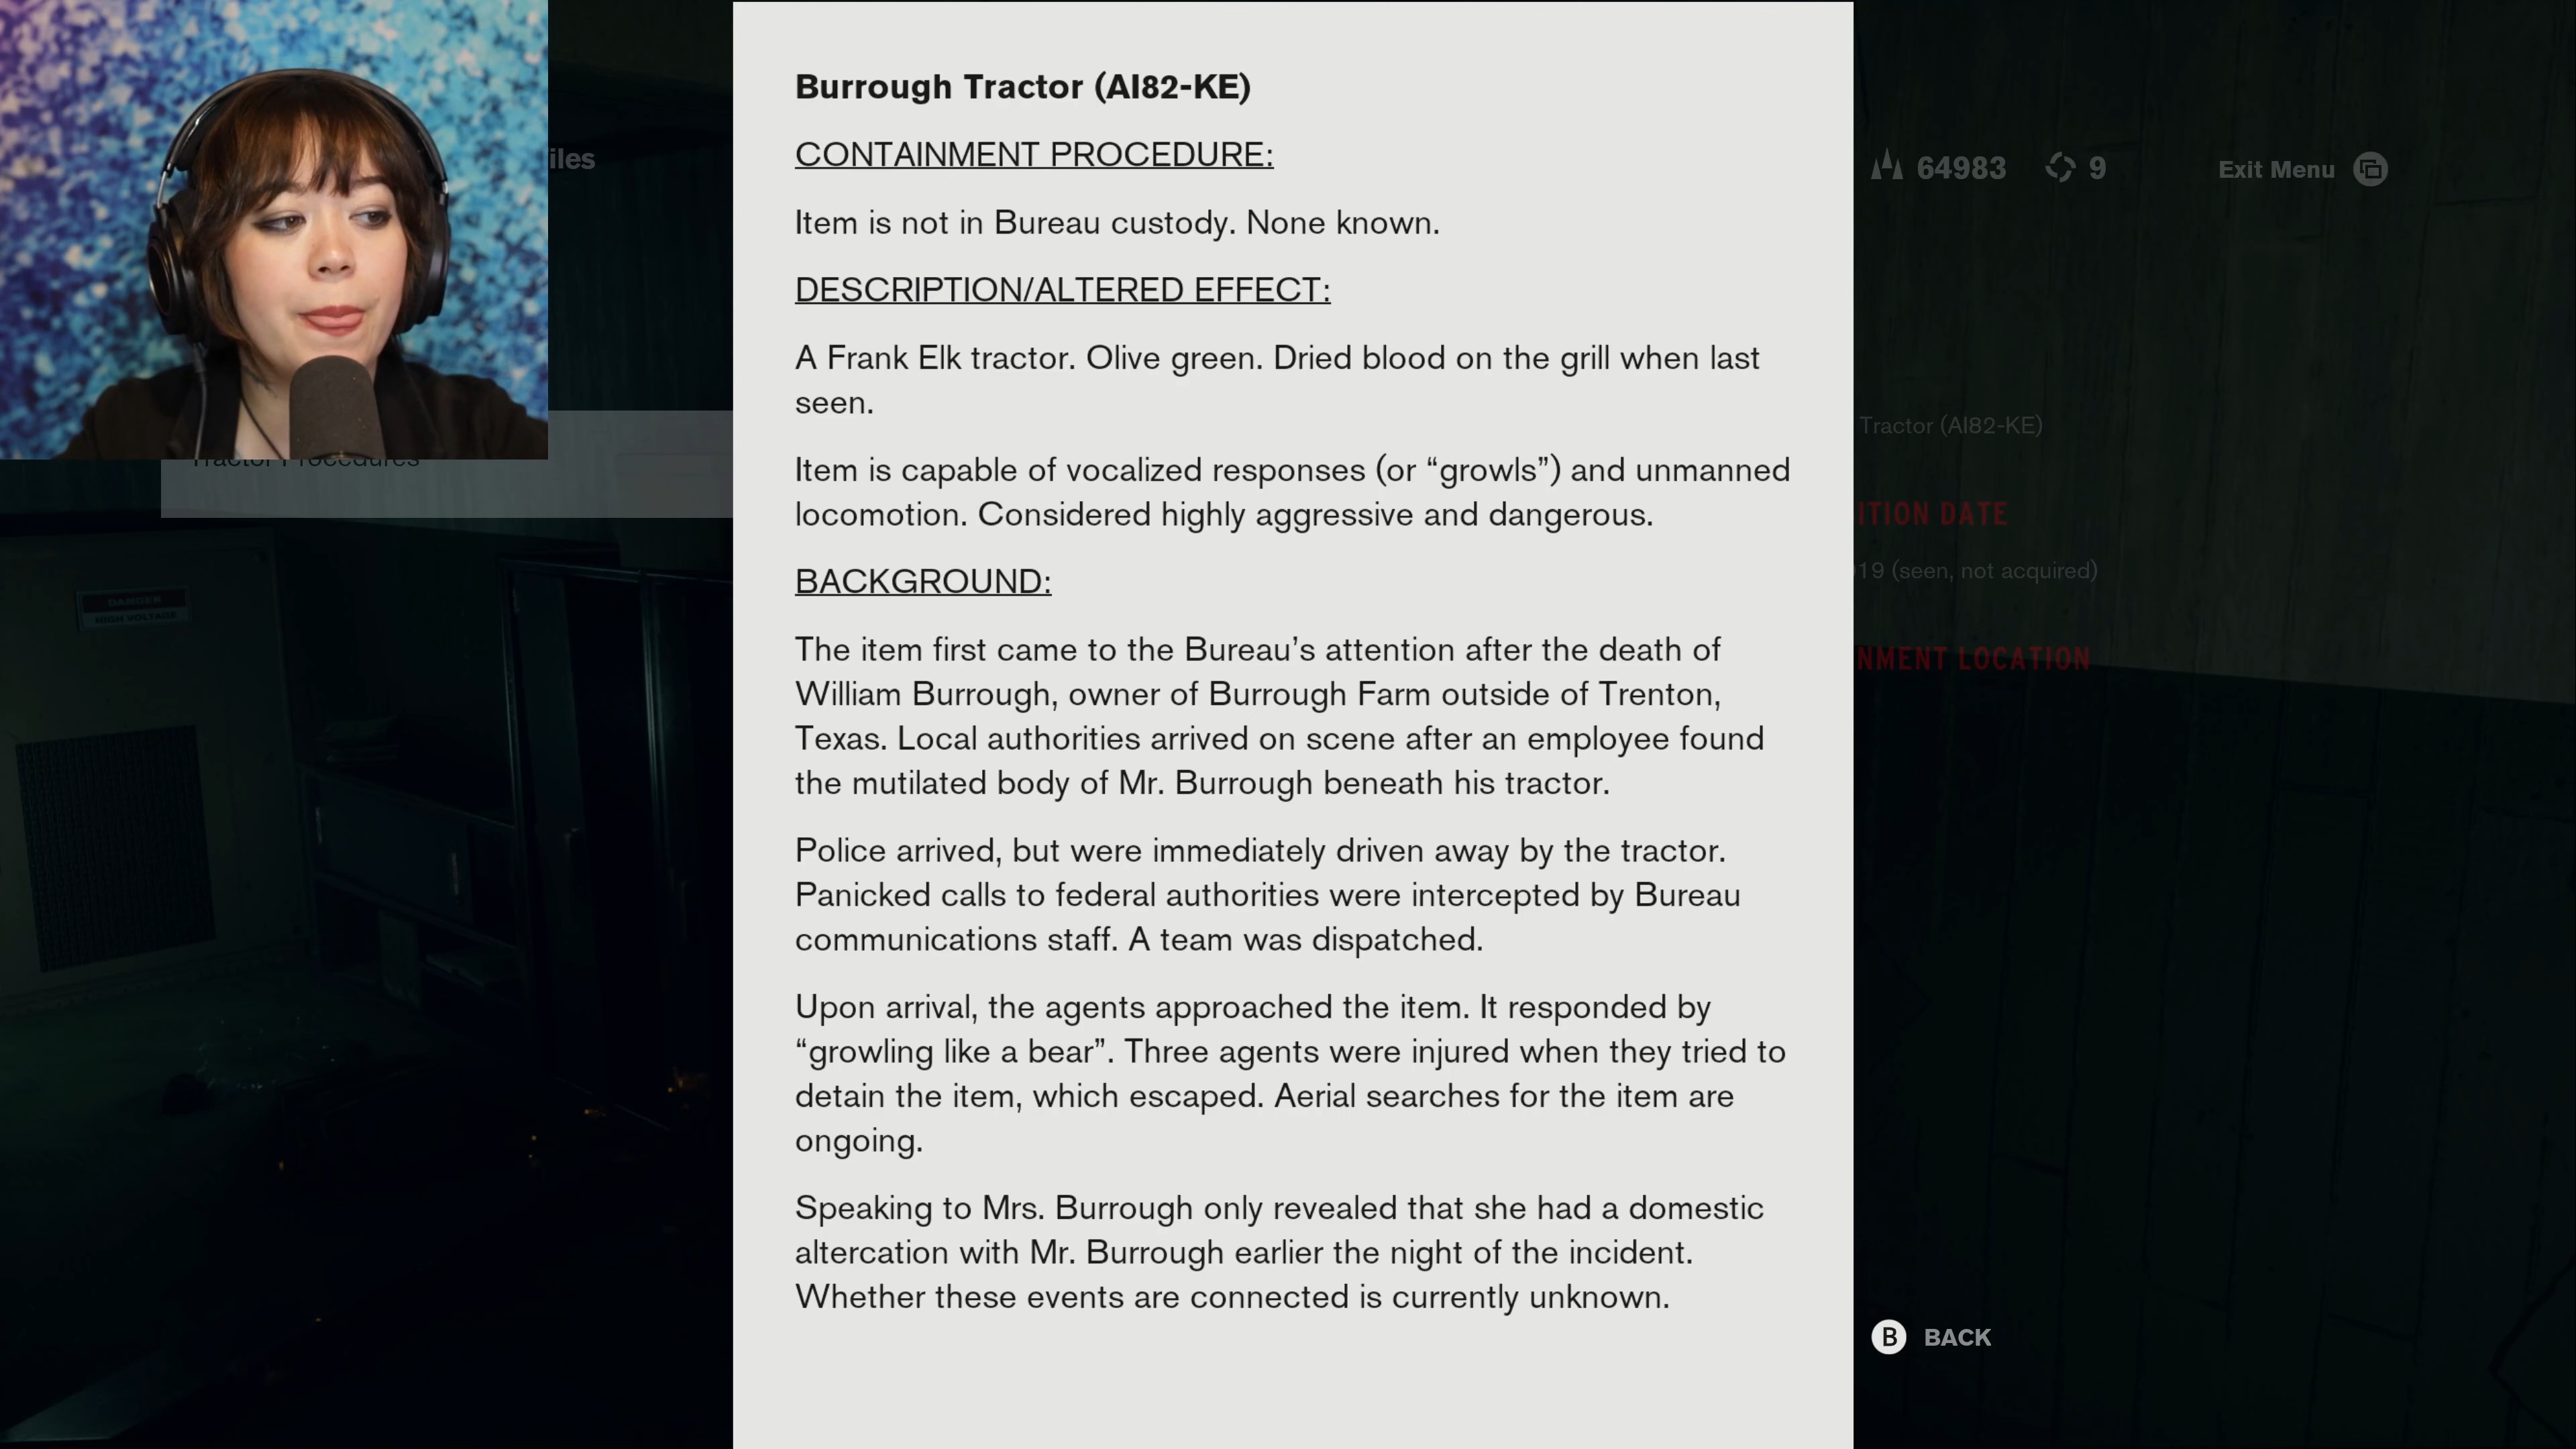 Burrough Tractor (AI82-KE)
CONTAINMENT PROCEDURE:
Item is not in Bureau custody. None known.
DESCRIPTION/ALTERED EFFECT:
A Frank Elk tractor. Olive green. Dried blood on the grill when last
seen.
Item is capable of vocalized responses (or “growls”) and unmanned
locomotion. Considered highly aggressive and dangerous.
BACKGROUND:
The item first came to the Bureau’s attention after the death of
William Burrough, owner of Burrough Farm outside of Trenton,
Texas. Local authorities arrived on scene after an employee found
the mutilated body of Mr. Burrough beneath his tractor.
Police arrived, but were immediately driven away by the tractor.
Panicked calls to federal authorities were intercepted by Bureau
communications staff. A team was dispatched.
Upon arrival, the agents approached the item. It responded by
“growling like a bear”. Three agents were injured when they tried to
detain the item, which escaped. Aerial searches for the item are
ongoing.
Speaking to Mrs. Burrough only revealed that she had a domestic
altercation with Mr. Burrough earlier the night of the incident.
Whether these events are connected is currently unknown.
iles
Tractor Procedures
DANGER
HIGH VOLTAGE
64983 9 Exit Menu
Tractor (AI82-KE)
ITION DATE
19 (seen, not acquired)
NMENT LOCATION
B BACK